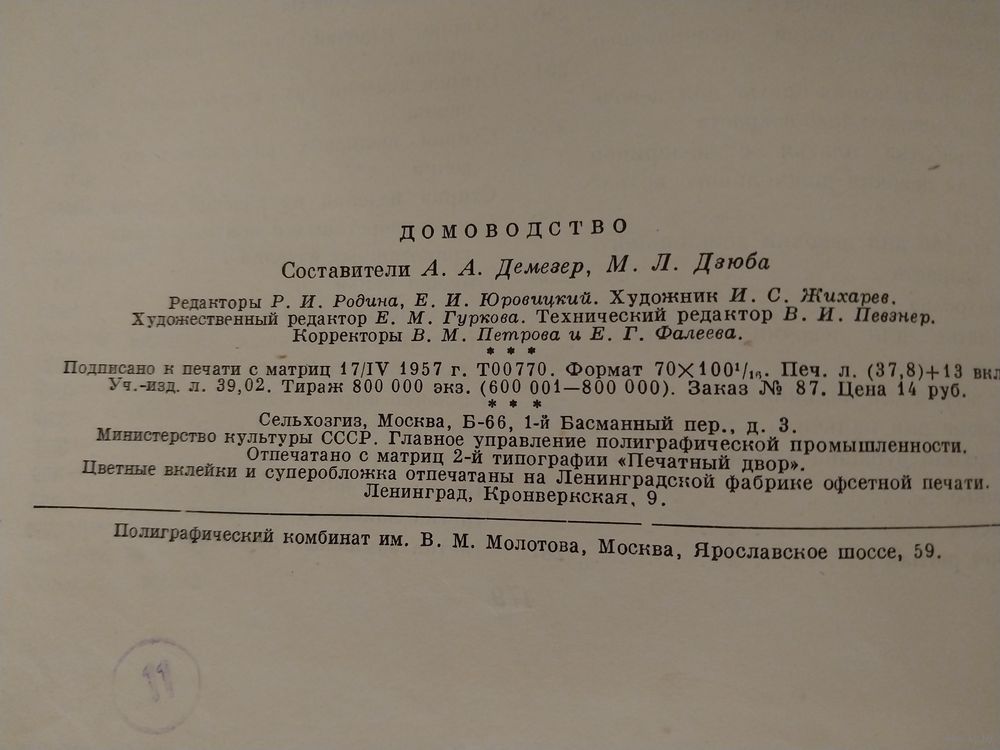 ДОМОВОДСТВО
Составители А. А. Демезер, М. Л. Дзюба
Редакторы Р. И. Родина, Е. И. Юровицкий. Художник И. С. Жихарев.
Художественный редактор Е. М. Гуркова. Технический редактор В. И. Певзнер.
Корректоры В. М. Петрова и Е. Г. Фалеева.
* * *
Подписано к печати с матриц 17/IV 1957 г. Т00770. Формат 70×100¹/₁₆. Печ. л. (37,8)+13 вкл
Уч.-изд. л. 39,02. Тираж 800 000 экз. (600 001—800 000). Заказ № 87. Цена 14 руб.
* * *
Сельхозгиз, Москва, Б-66, 1-й Басманный пер., д. 3.
Министерство культуры СССР. Главное управление полиграфической промышленности.
Отпечатано с матриц 2-й типографии «Печатный двор».
Цветные вклейки и суперобложка отпечатаны на Ленинградской фабрике офсетной печати.
Ленинград, Кронверкская, 9.
Полиграфический комбинат им. В. М. Молотова, Москва, Ярославское шоссе, 59.